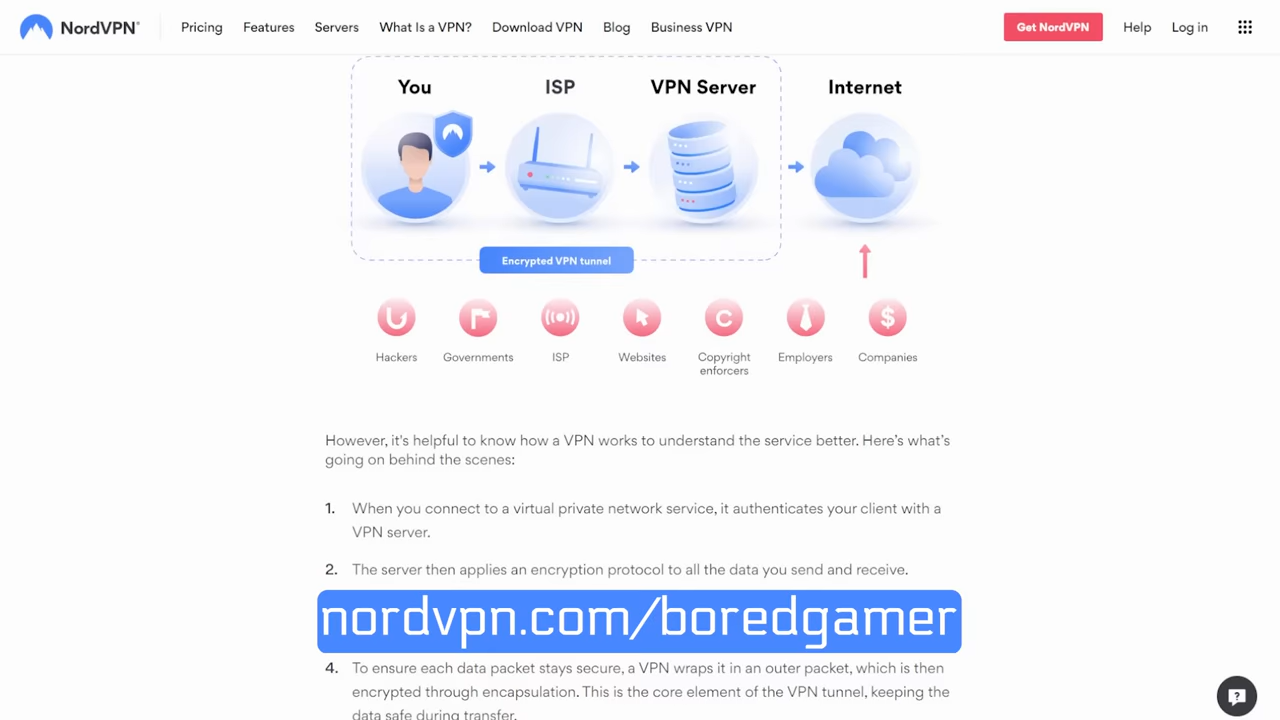 NordVPN®
Pricing
Features
Servers
What Is a VPN?
Download VPN
Blog
Business VPN
Get NordVPN
Help
Log in
You
ISP
VPN Server
Internet
Encrypted VPN tunnel
Hackers
Governments
ISP
Websites
Copyright
enforcers
Employers
Companies
However, it's helpful to know how a VPN works to understand the service better. Here's what's
going on behind the scenes:
1. When you connect to a virtual private network service, it authenticates your client with a
VPN server.
2. The server then applies an encryption protocol to all the data you send and receive.
nordvpn.com/boredgamer
4. To ensure each data packet stays secure, a VPN wraps it in an outer packet, which is then
encrypted through encapsulation. This is the core element of the VPN tunnel, keeping the
data safe during transfer.